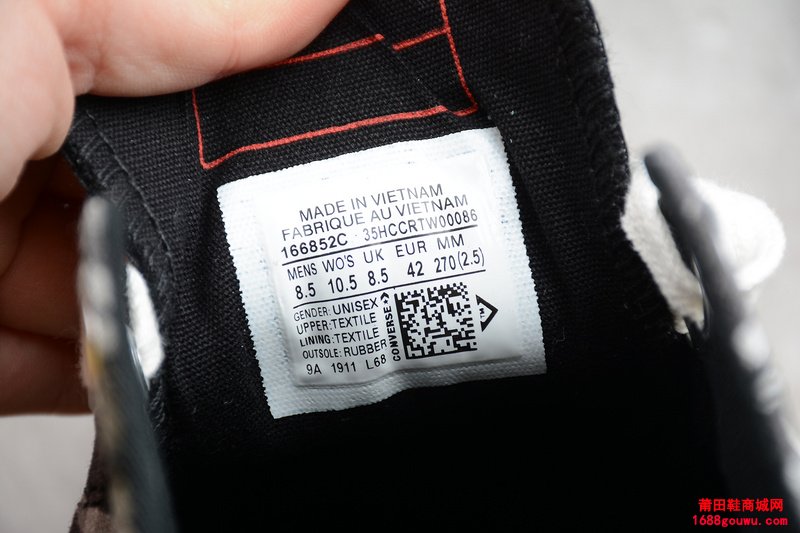 MADE IN VIETNAM
FABRIQUE AU VIETNAM
166852C - 35HCCRTW00086
MENS WO'S UK EUR MM
8.5 10.5 8.5 42 270(2.5)
GENDER: UNISEX
UPPER: TEXTILE
LINING: TEXTILE
OUTSOLE: RUBBER
9A 1911 L68
CONVERSE
TM
莆田鞋商城网
1688gouwu.com